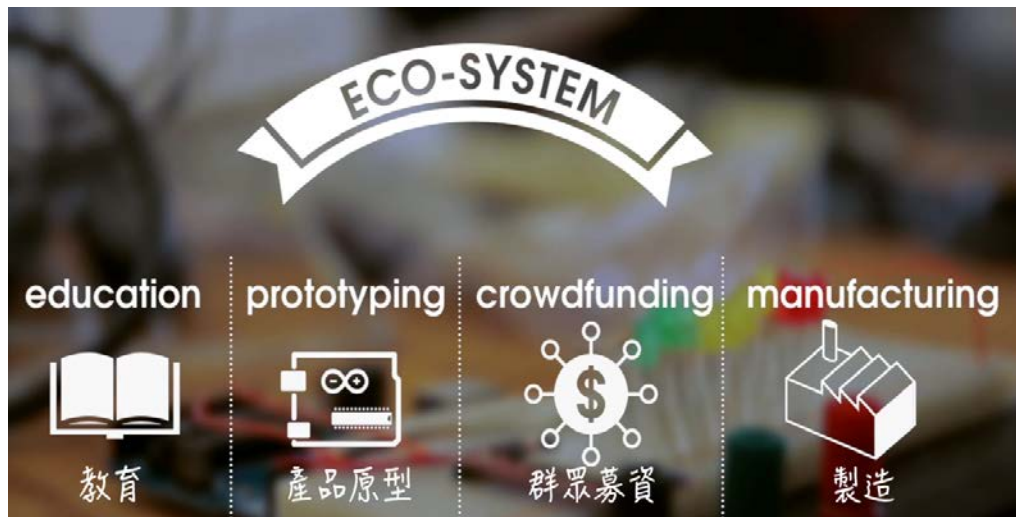 ECO-SYSTEM
education
prototyping
crowdfunding
manufacturing
$
教育
產品原型
群眾募資
製造